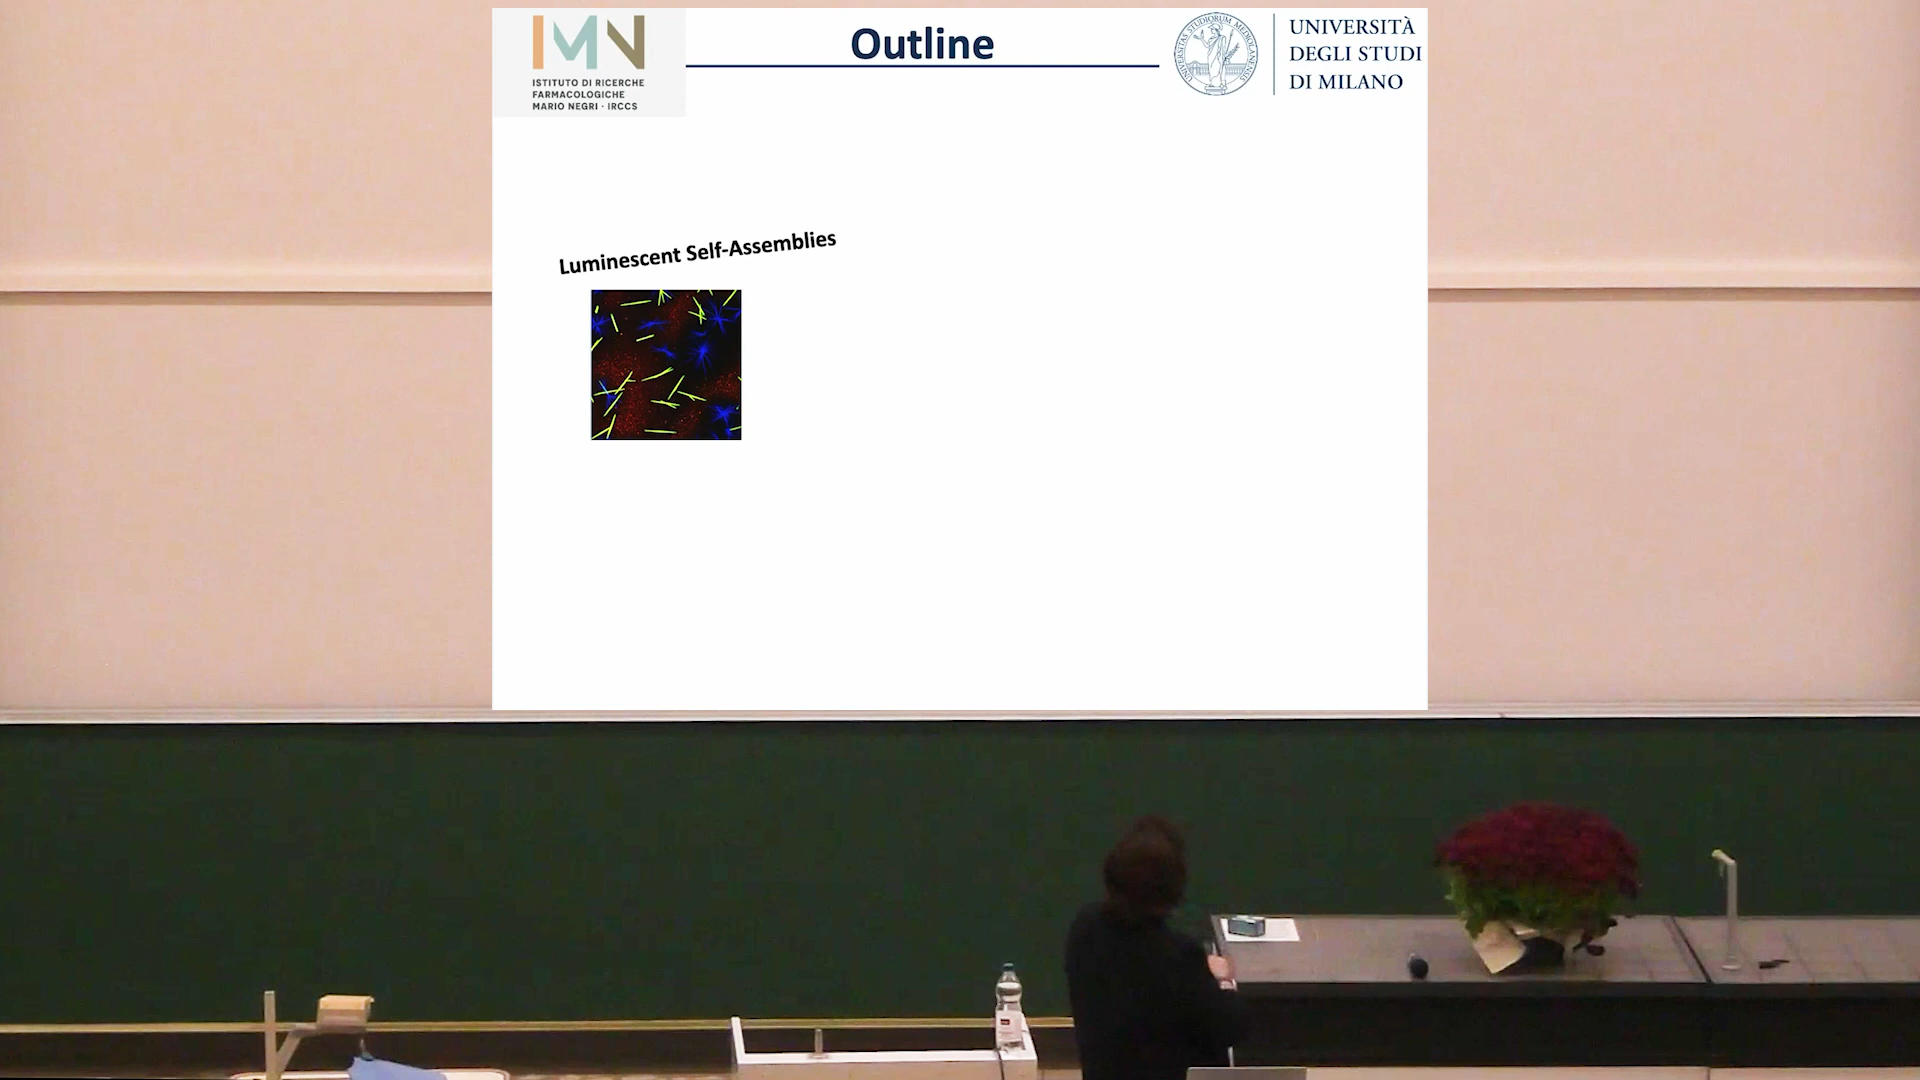 IMN
ISTITUTO DI RICERCHE
FARMACOLOGICHE
MARIO NEGRI · IRCCS
Outline
UNIVERSITÀ
DEGLI STUDI
DI MILANO
Luminescent Self-Assemblies